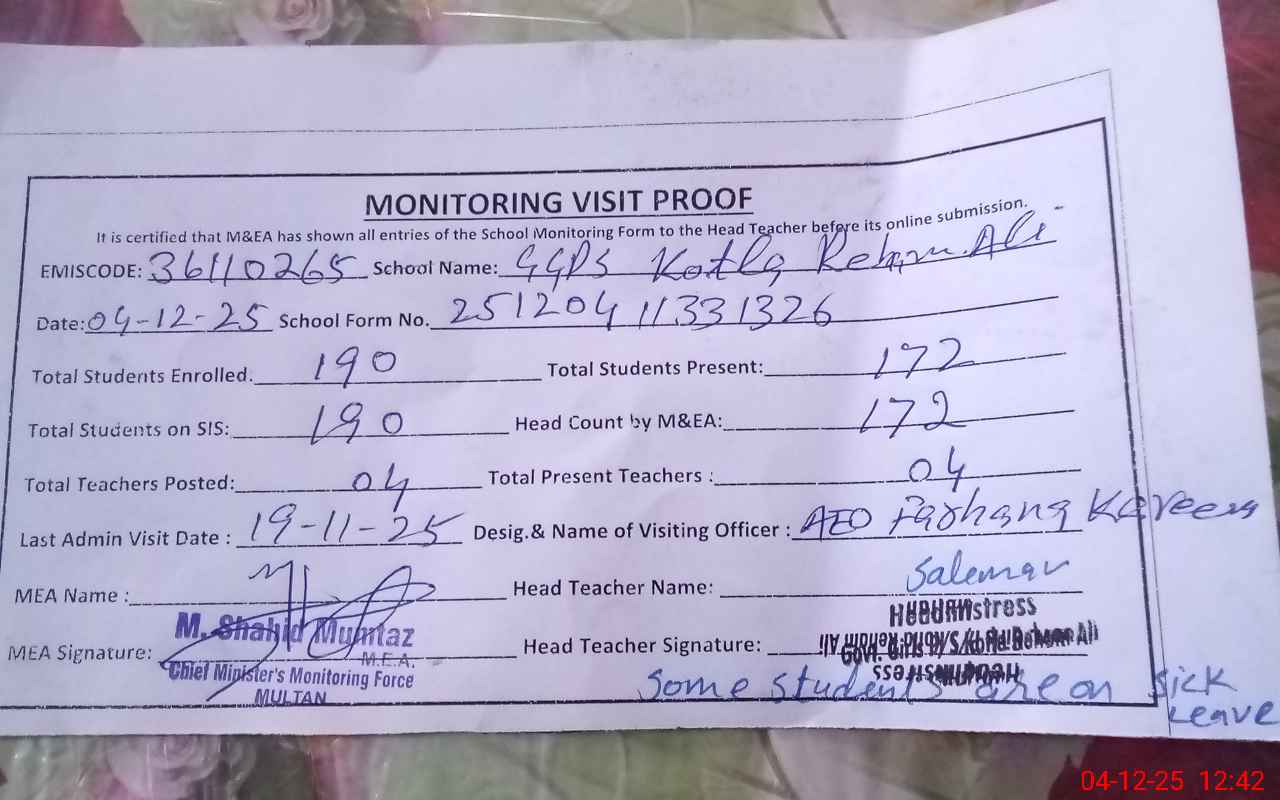 MONITORING VISIT PROOF
It is certified that M&EA has shown all entries of the School Monitoring Form to the Head Teacher before its online submission.
EMISCODE: 36110265 School Name: GGPS Kotla Rehim Ali
Date: 04-12-25 School Form No. 25120411331326
Total Students Enrolled. 190 Total Students Present: 172
Total Students on SIS: 190 Head Count by M&EA: 172
Total Teachers Posted: 04 Total Present Teachers : 04
Last Admin Visit Date : 19-11-25 Desig.& Name of Visiting Officer : AEO Farhana Kareem
MEA Name : Head Teacher Name:
M. Shahid Mumtaz
MEA Signature: M.E.A. Head Teacher Signature:
Chief Minister's Monitoring Force
MULTAN
Some students are on sick
Leave
04-12-25 12:42